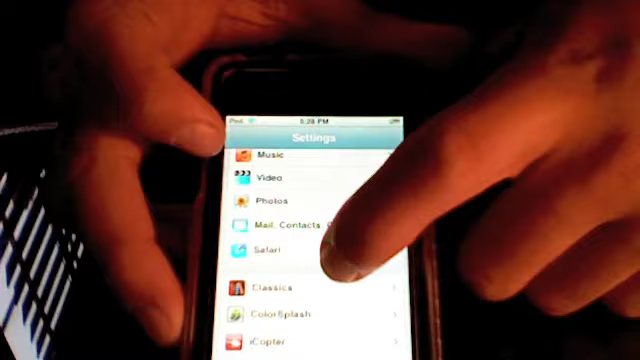 iPod 5:28 PM
Settings
Music
Video
Photos
Mail, Contacts,
Safari
Classics
ColorSplash
iCopter